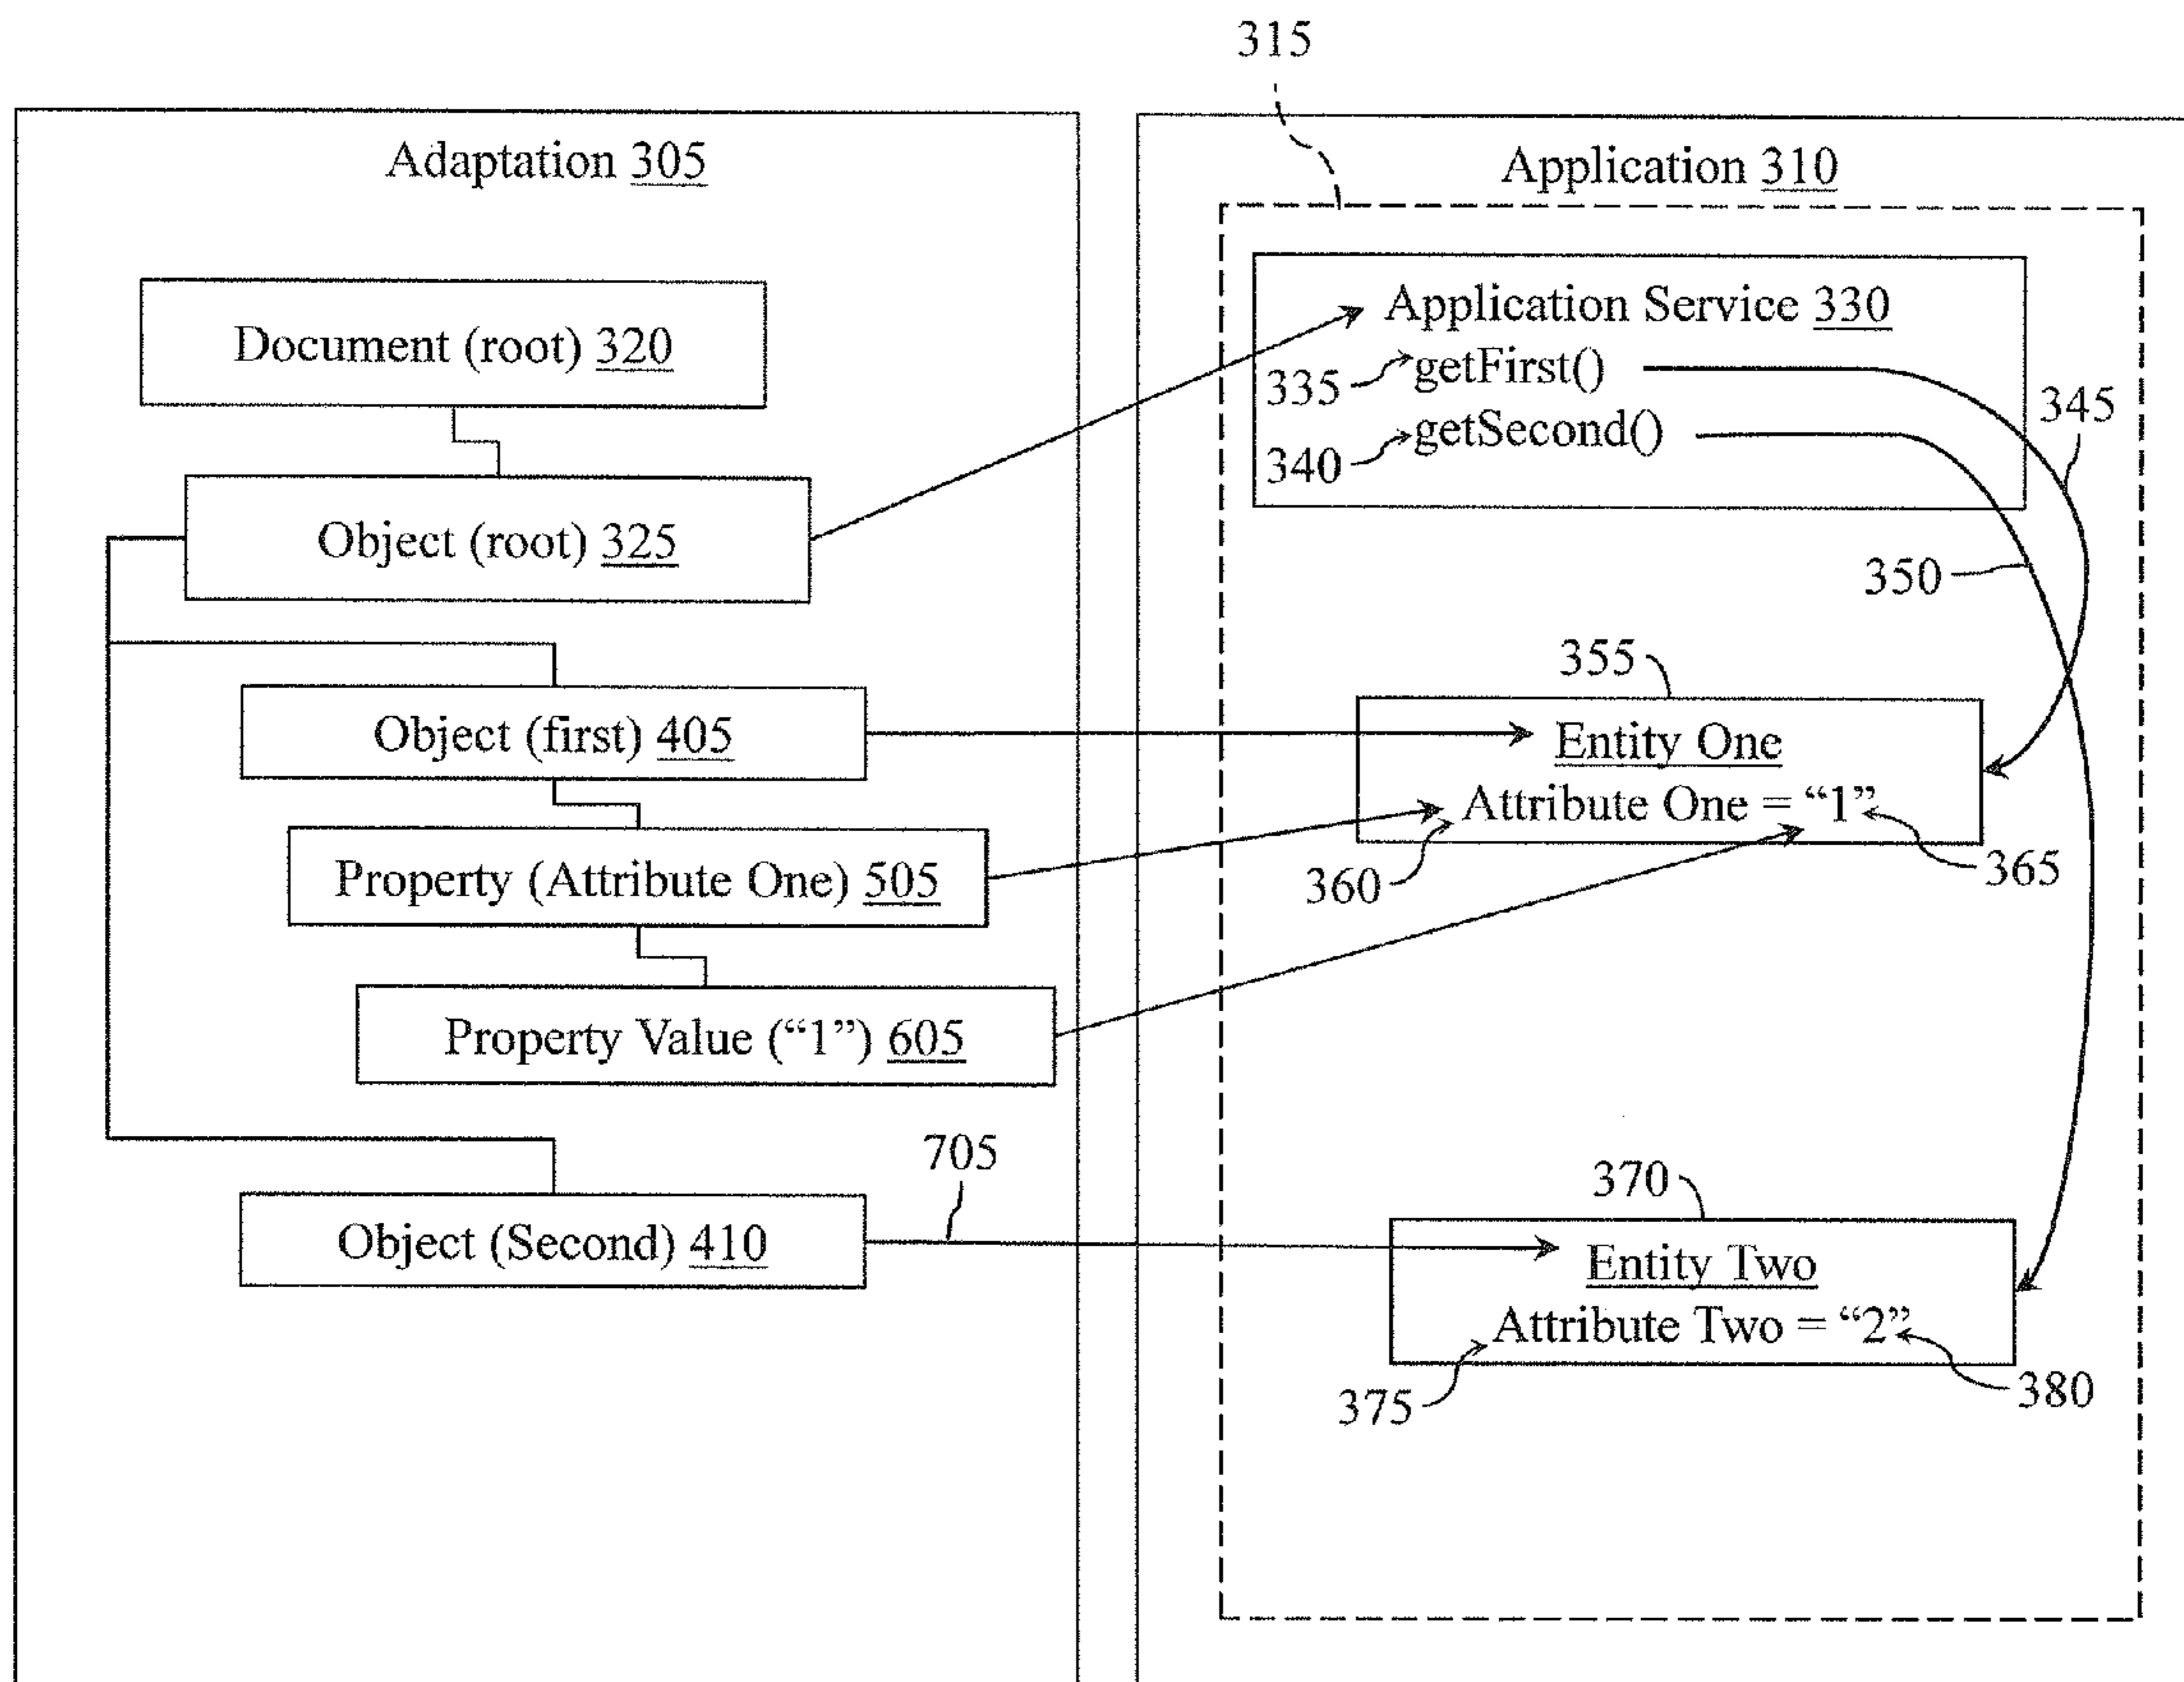 315
Adaptation 305
Application 310
Document (root) 320
Application Service 330
335
getFirst()
345
340
getSecond()
Object (root) 325
350
355
Object (first) 405
Entity One
Attribute One = “1”
360
365
Property (Attribute One) 505
Property Value (“1”) 605
705
370
Object (Second) 410
Entity Two
Attribute Two = “2”
375
380